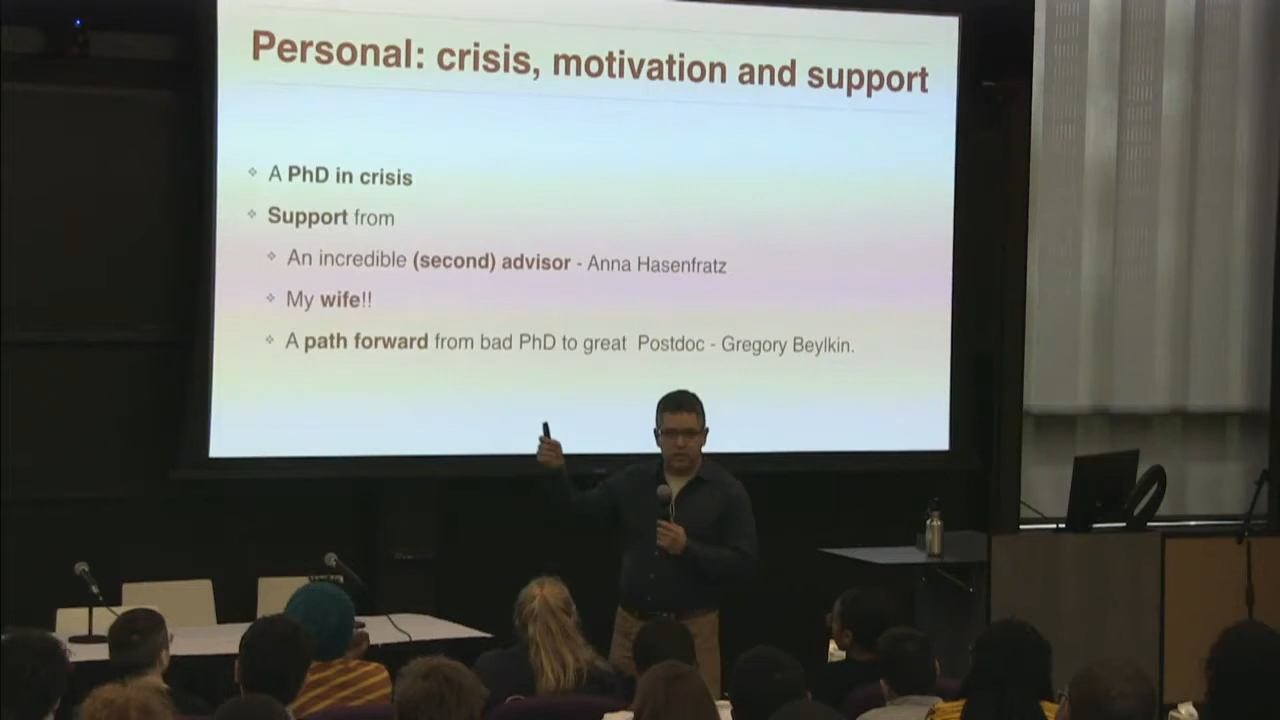 Personal: crisis, motivation and support
A PhD in crisis
Support from
An incredible (second) advisor - Anna Hasenfratz
My wife!!
A path forward from bad PhD to great Postdoc - Gregory Beylkin.